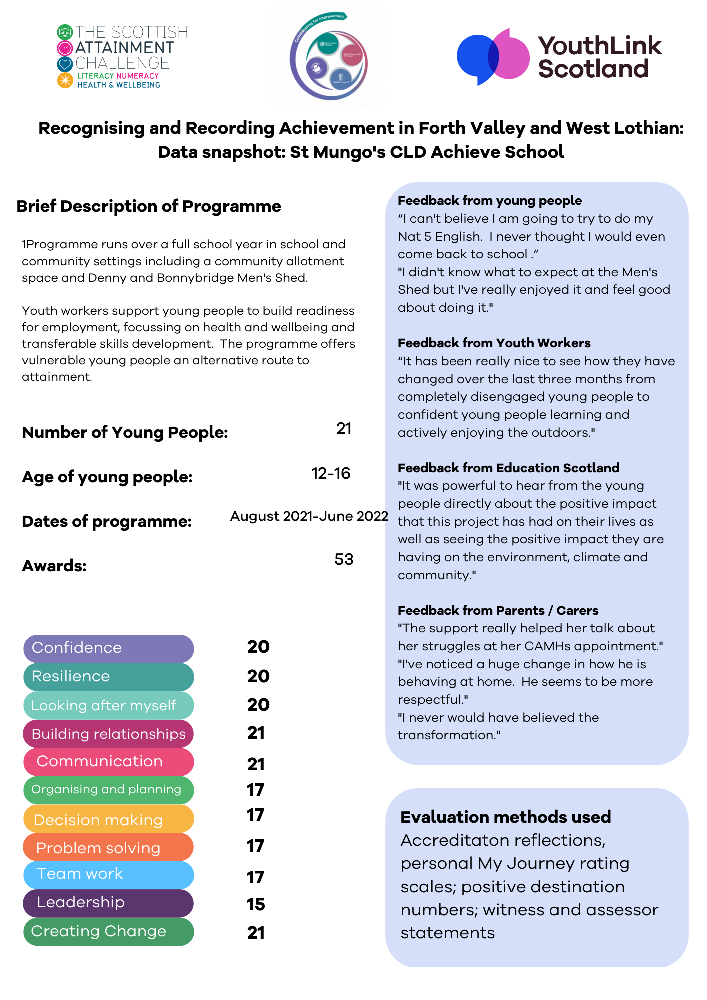 THE SCOTTISH
ATTAINMENT
CHALLENGE
LITERACY NUMERACY
HEALTH & WELLBEING
Collaborating for Improvement
YouthLink
Scotland
Recognising and Recording Achievement in Forth Valley and West Lothian:
Data snapshot: St Mungo's CLD Achieve School
Brief Description of Programme
1Programme runs over a full school year in school and
community settings including a community allotment
space and Denny and Bonnybridge Men's Shed.
Youth workers support young people to build readiness
for employment, focussing on health and wellbeing and
transferable skills development.  The programme offers
vulnerable young people an alternative route to
attainment.
Number of Young People: 21
Age of young people: 12-16
Dates of programme: August 2021-June 2022
Awards: 53
Confidence 20
Resilience 20
Looking after myself 20
Building relationships 21
Communication 21
Organising and planning 17
Decision making 17
Problem solving 17
Team work 17
Leadership 15
Creating Change 21
Feedback from young people
“I can't believe I am going to try to do my
Nat 5 English.  I never thought I would even
come back to school .”
"I didn't know what to expect at the Men's
Shed but I've really enjoyed it and feel good
about doing it."
Feedback from Youth Workers
“It has been really nice to see how they have
changed over the last three months from
completely disengaged young people to
confident young people learning and
actively enjoying the outdoors."
Feedback from Education Scotland
"It was powerful to hear from the young
people directly about the positive impact
that this project has had on their lives as
well as seeing the positive impact they are
having on the environment, climate and
community."
Feedback from Parents / Carers
"The support really helped her talk about
her struggles at her CAMHs appointment."
"I've noticed a huge change in how he is
behaving at home.  He seems to be more
respectful."
"I never would have believed the
transformation."
Evaluation methods used
Accreditaton reflections,
personal My Journey rating
scales; positive destination
numbers; witness and assessor
statements